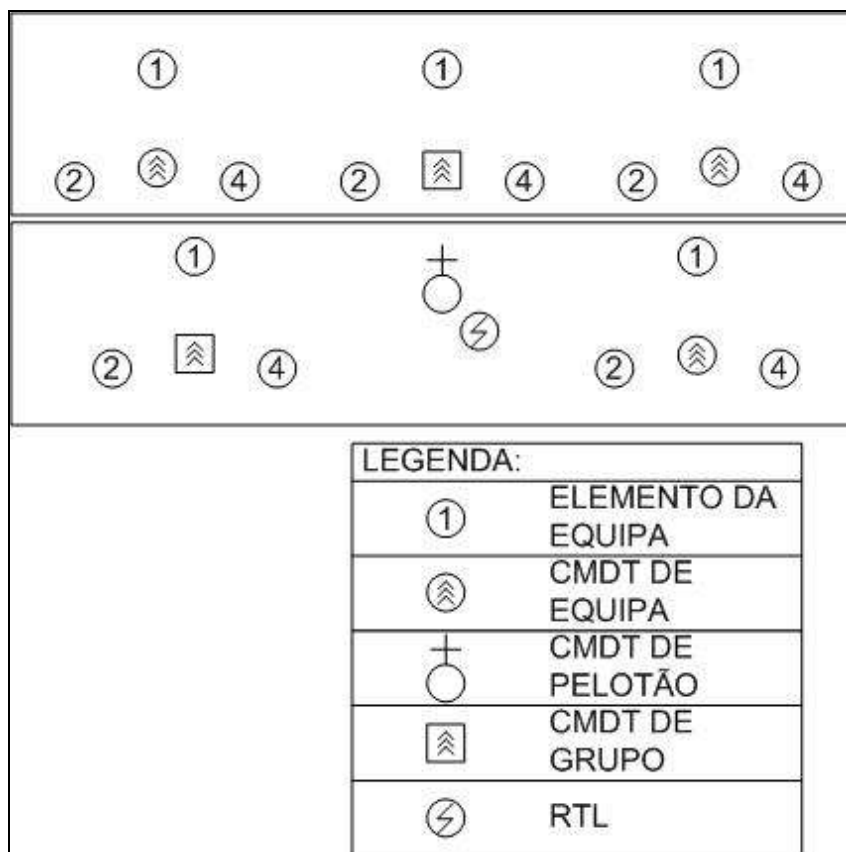 1 1 1
2 4 2 4 2 4
1 1
2 4 2 4
LEGENDA:
1 ELEMENTO DA
EQUIPA
CMDT DE
EQUIPA
CMDT DE
PELOTÃO
CMDT DE
GRUPO
RTL